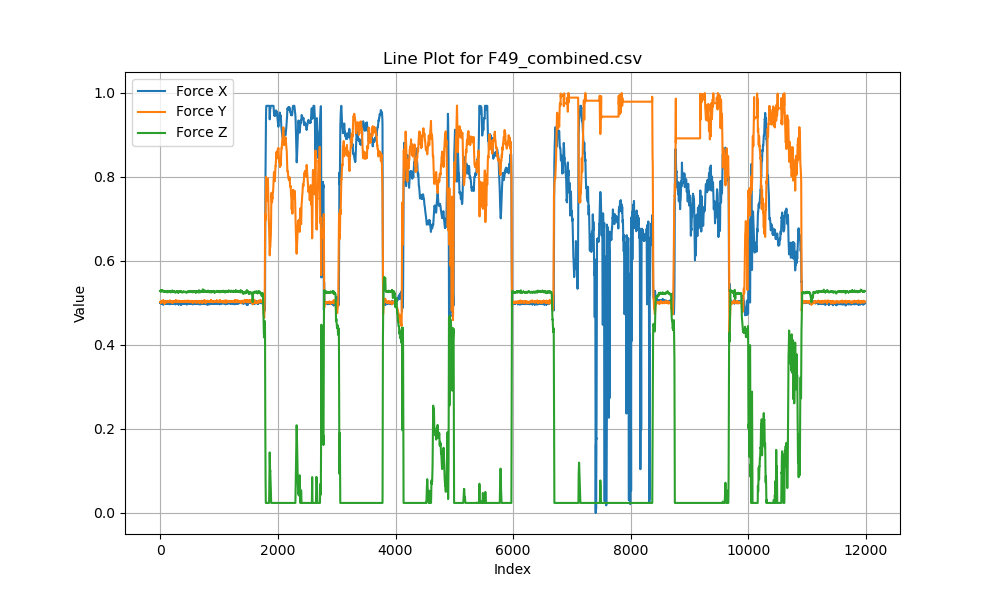 Line Plot for F49_combined.csv
Force X
Force Y
Force Z
1.0
0.8
0.6
0.4
0.2
0.0
Value
0 2000 4000 6000 8000 10000 12000
Index